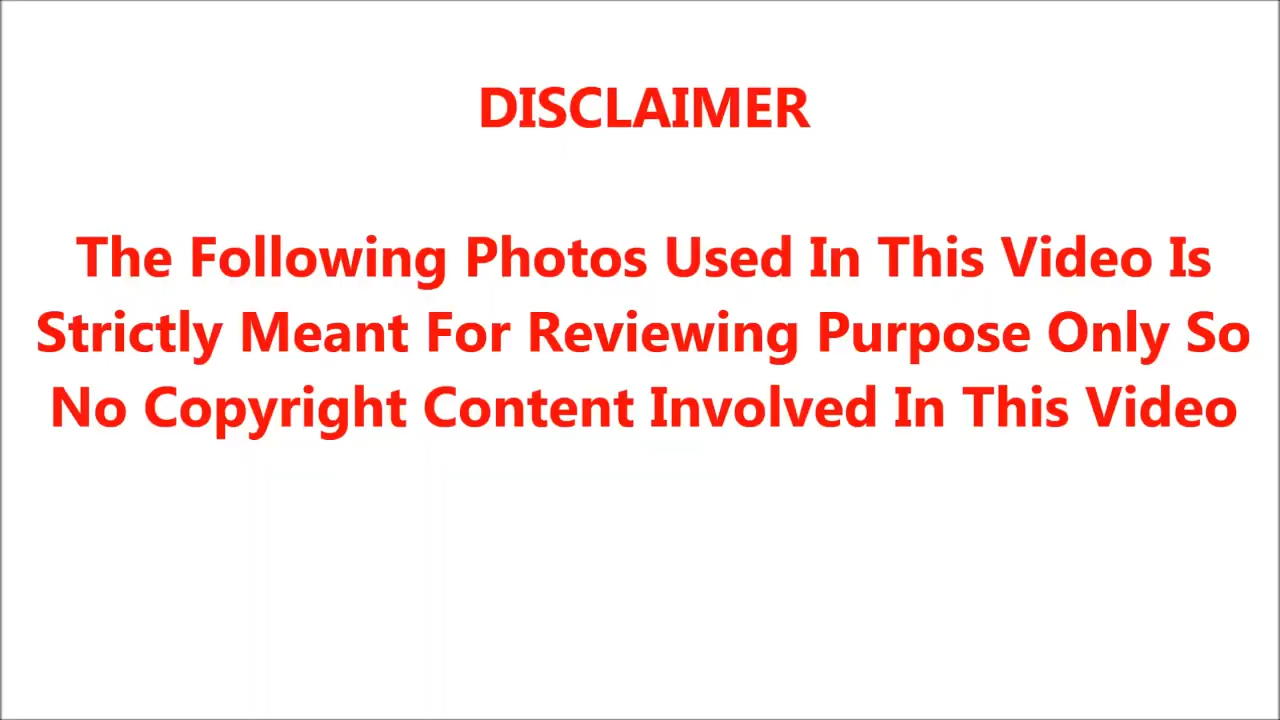 DISCLAIMER
The Following Photos Used In This Video Is
Strictly Meant For Reviewing Purpose Only So
No Copyright Content Involved In This Video